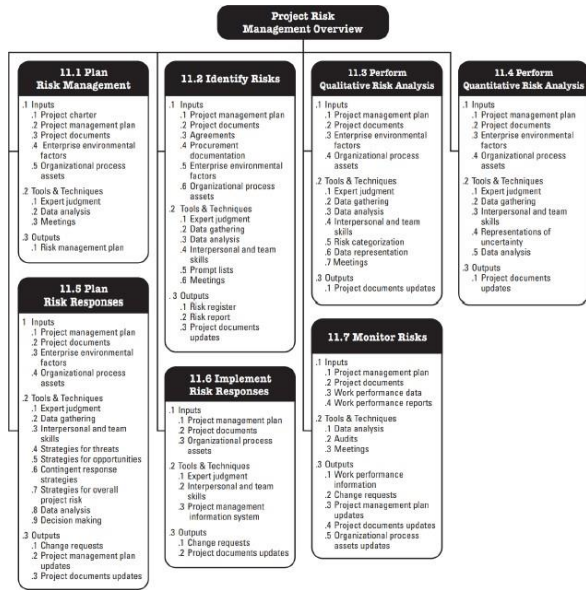 Project Risk
Management Overview
11.1 Plan
Risk Management
.1 Inputs
.1 Project charter
.2 Project management plan
.3 Project documents
.4 Enterprise environmental
factors
.5 Organizational process
assets
.2 Tools & Techniques
.1 Expert judgment
.2 Data analysis
.3 Meetings
.3 Outputs
.1 Risk management plan
11.2 Identify Risks
.1 Inputs
.1 Project management plan
.2 Project documents
.3 Agreements
.4 Procurement
documentation
.5 Enterprise environmental
factors
.6 Organizational process
assets
.2 Tools & Techniques
.1 Expert judgment
.2 Data gathering
.3 Data analysis
.4 Interpersonal and team
skills
.5 Prompt lists
.6 Meetings
.3 Outputs
.1 Risk register
.2 Risk report
.3 Project documents
updates
11.3 Perform
Qualitative Risk Analysis
.1 Inputs
.1 Project management plan
.2 Project documents
.3 Enterprise environmental
factors
.4 Organizational process
assets
.2 Tools & Techniques
.1 Expert judgment
.2 Data gathering
.3 Data analysis
.4 Interpersonal and team
skills
.5 Risk categorization
.6 Data representation
.7 Meetings
.3 Outputs
.1 Project documents updates
11.4 Perform
Quantitative Risk Analysis
.1 Inputs
.1 Project management plan
.2 Project documents
.3 Enterprise environmental
factors
.4 Organizational process
assets
.2 Tools & Techniques
.1 Expert judgment
.2 Data gathering
.3 Interpersonal and team
skills
.4 Representations of
uncertainty
.5 Data analysis
.3 Output
.1 Project documents
updates
11.5 Plan
Risk Responses
1 Inputs
.1 Project management plan
.2 Project documents
.3 Enterprise environmental
factors
.4 Organizational process
assets
.2 Tools & Techniques
.1 Expert judgment
.2 Data gathering
.3 Interpersonal and team
skills
.4 Strategies for threats
.5 Strategies for opportunities
.6 Contingent response
strategies
.7 Strategies for overall
project risk
.8 Data analysis
.9 Decision making
.3 Outputs
.1 Change requests
.2 Project management plan
updates
.3 Project documents updates
11.6 Implement
Risk Responses
.1 Inputs
.1 Project management plan
.2 Project documents
.3 Organizational process
assets
.2 Tools & Techniques
.1 Expert judgment
.2 Interpersonal and team
skills
.3 Project management
information system
.3 Outputs
.1 Change requests
.2 Project documents updates
11.7 Monitor Risks
.1 Inputs
.1 Project management plan
.2 Project documents
.3 Work performance data
.4 Work performance reports
.2 Tools & Techniques
.1 Data analysis
.2 Audits
.3 Meetings
.3 Outputs
.1 Work performance
information
.2 Change requests
.3 Project management plan
updates
.4 Project documents updates
.5 Organizational process
assets updates